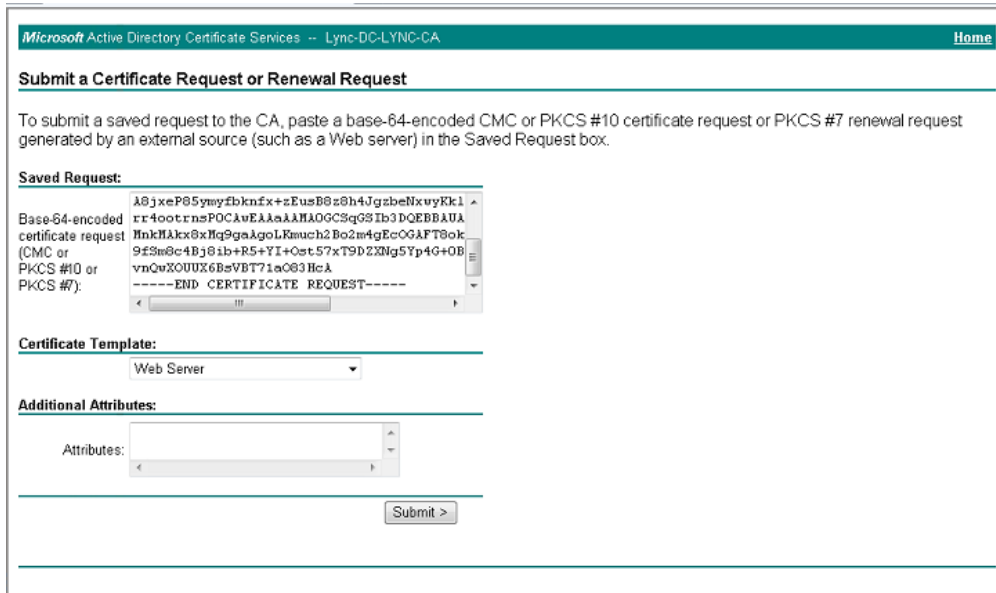 Microsoft Active Directory Certificate Services -- Lync-DC-LYNC-CA
Home
Submit a Certificate Request or Renewal Request
To submit a saved request to the CA, paste a base-64-encoded CMC or PKCS #10 certificate request or PKCS #7 renewal request
generated by an external source (such as a Web server) in the Saved Request box.
Saved Request:
Base-64-encoded
certificate request
(CMC or
PKCS #10 or
PKCS #7):
A8jxeP85ymyfbknfx+zEusB8z8h4JgzbeNxwyKkl
rr4ootrnsPOCAwEAAaAAMA0GCSqGSIb3DQEBBAUA
MnkMAkx8xMq9gaAgoLKmuch2Bo2m4gEcOGAFT8ok
9fSm8c4Bj8ib+R5+YI+Ost57xT9DZXNg5Yp4G+OB
vnQwXOUUX6BsVBT71aO83HcA
-----END CERTIFICATE REQUEST-----
Certificate Template:
Web Server
Additional Attributes:
Attributes:
Submit >